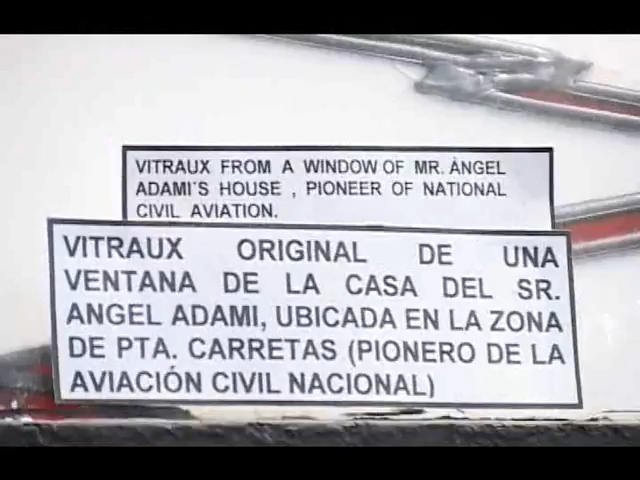 VITRAUX FROM A WINDOW OF MR. ÁNGEL
ADAMI´S HOUSE , PIONEER OF NATIONAL
CIVIL AVIATION.
VITRAUX ORIGINAL DE UNA
VENTANA DE LA CASA DEL SR.
ANGEL ADAMI, UBICADA EN LA ZONA
DE PTA. CARRETAS (PIONERO DE LA
AVIACIÓN CIVIL NACIONAL)